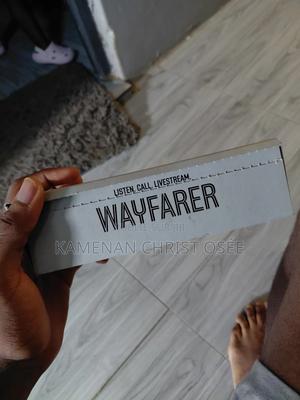 LISTEN. CALL. LIVESTREAM.
WAYFARER
KAMENAN CHRIST OSEE